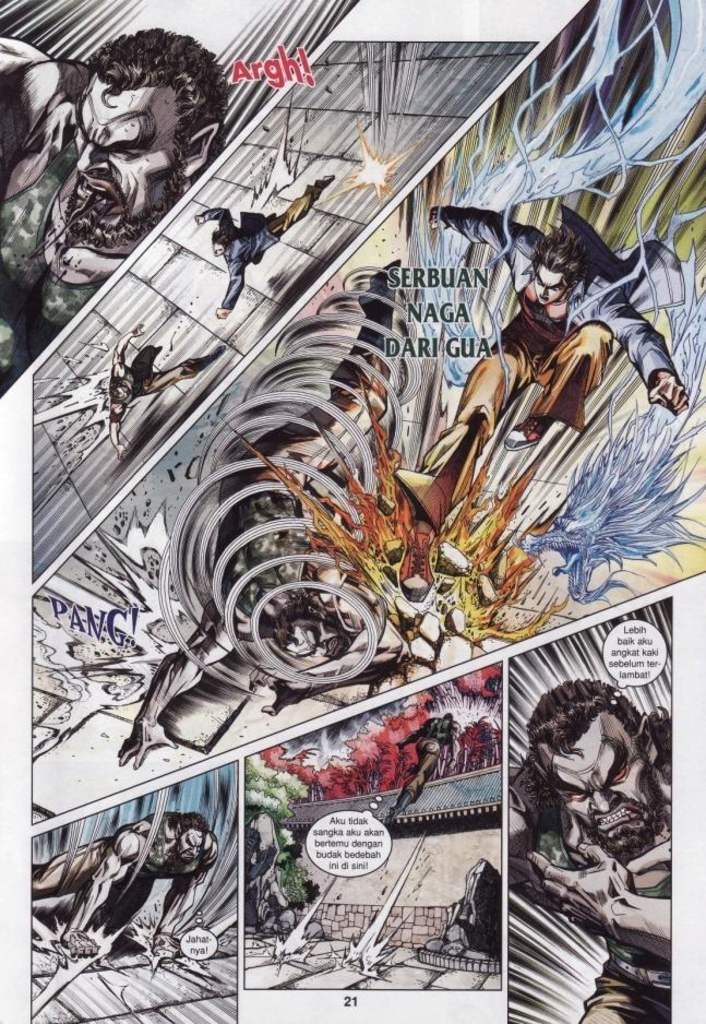 Argh!
SERBUAN
NAGA
DARI GUA
PANG!
Jahat-
nya!
Aku tidak
sangka aku akan
bertemu dengan
budak bedebah
ini di sini!
Lebih
baik aku
angkat kaki
sebelum ter-
lambat!
21